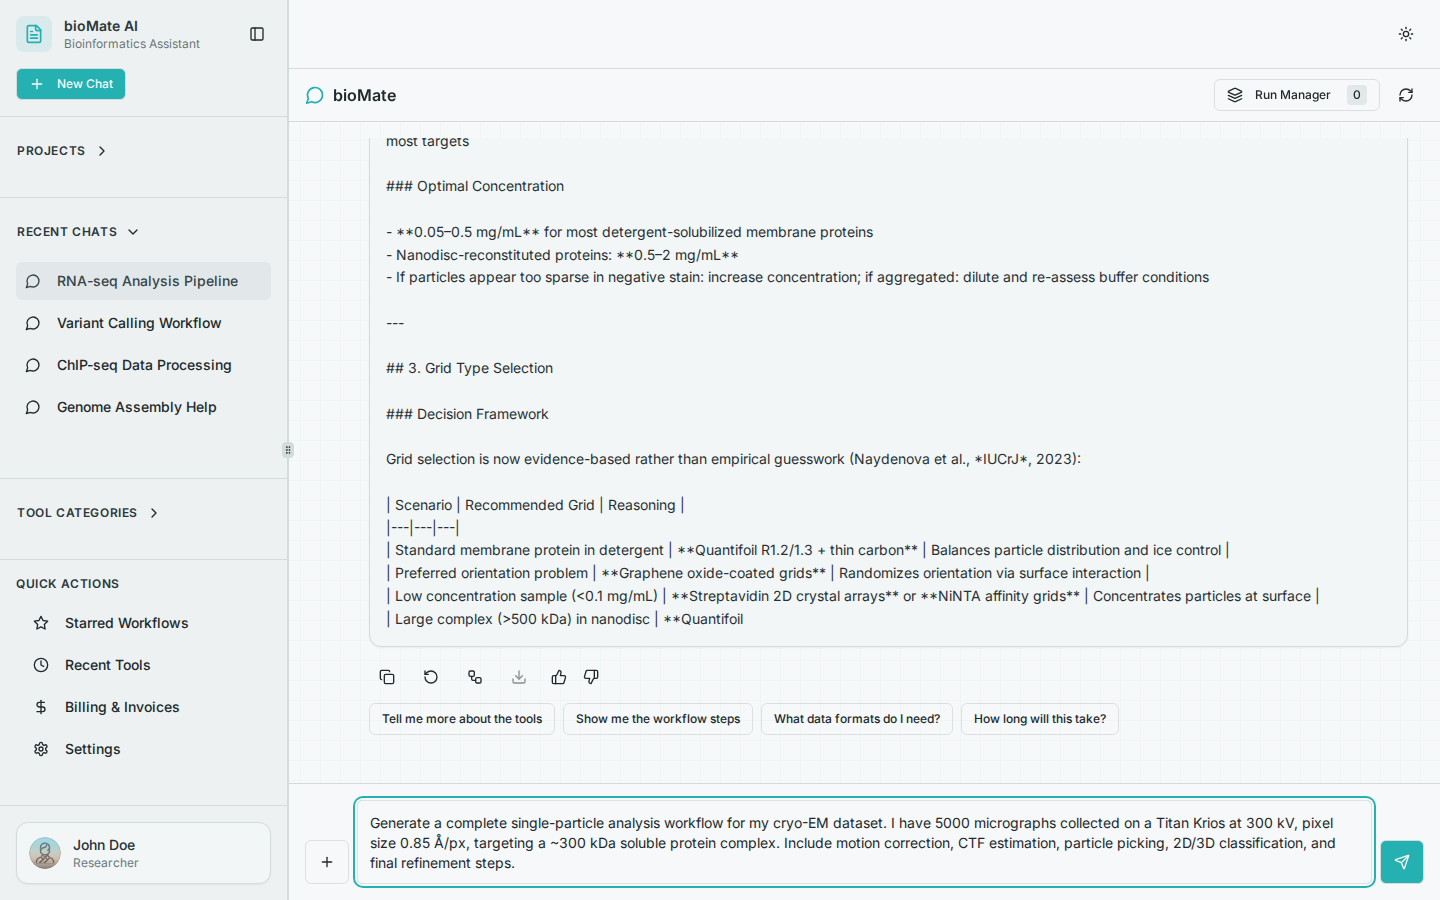 bioMate AI
Bioinformatics Assistant
New Chat
PROJECTS
RECENT CHATS
RNA-seq Analysis Pipeline
Variant Calling Workflow
ChIP-seq Data Processing
Genome Assembly Help
TOOL CATEGORIES
QUICK ACTIONS
Starred Workflows
Recent Tools
Billing & Invoices
Settings
John Doe
Researcher
bioMate
Run Manager 0
most targets
### Optimal Concentration
- **0.05–0.5 mg/mL** for most detergent-solubilized membrane proteins
- Nanodisc-reconstituted proteins: **0.5–2 mg/mL**
- If particles appear too sparse in negative stain: increase concentration; if aggregated: dilute and re-assess buffer conditions
---
## 3. Grid Type Selection
### Decision Framework
Grid selection is now evidence-based rather than empirical guesswork (Naydenova et al., *IUCrJ*, 2023):
| Scenario | Recommended Grid | Reasoning |
|---|---|---|
| Standard membrane protein in detergent | **Quantifoil R1.2/1.3 + thin carbon** | Balances particle distribution and ice control |
| Preferred orientation problem | **Graphene oxide-coated grids** | Randomizes orientation via surface interaction |
| Low concentration sample (<0.1 mg/mL) | **Streptavidin 2D crystal arrays** or **NiNTA affinity grids** | Concentrates particles at surface |
| Large complex (>500 kDa) in nanodisc | **Quantifoil
Tell me more about the tools
Show me the workflow steps
What data formats do I need?
How long will this take?
Generate a complete single-particle analysis workflow for my cryo-EM dataset. I have 5000 micrographs collected on a Titan Krios at 300 kV, pixel
size 0.85 Å/px, targeting a ~300 kDa soluble protein complex. Include motion correction, CTF estimation, particle picking, 2D/3D classification, and
final refinement steps.